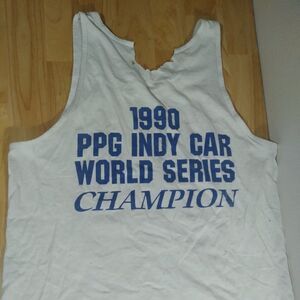 1990
PPG INDY CAR
WORLD SERIES
CHAMPION